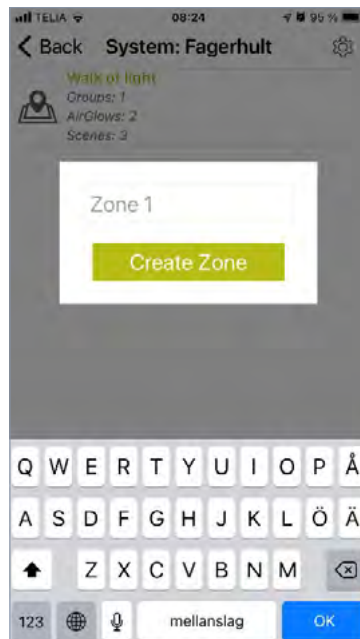 TELIA 08:24 95 %
Back System: Fagerhult
Walk of light
Groups: 1
AirGlows: 2
Scenes: 3
Zone 1
Create Zone
Q W E R T Y U I O P Å
A S D F G H J K L Ö Ä
Z X C V B N M
123 mellanslag OK